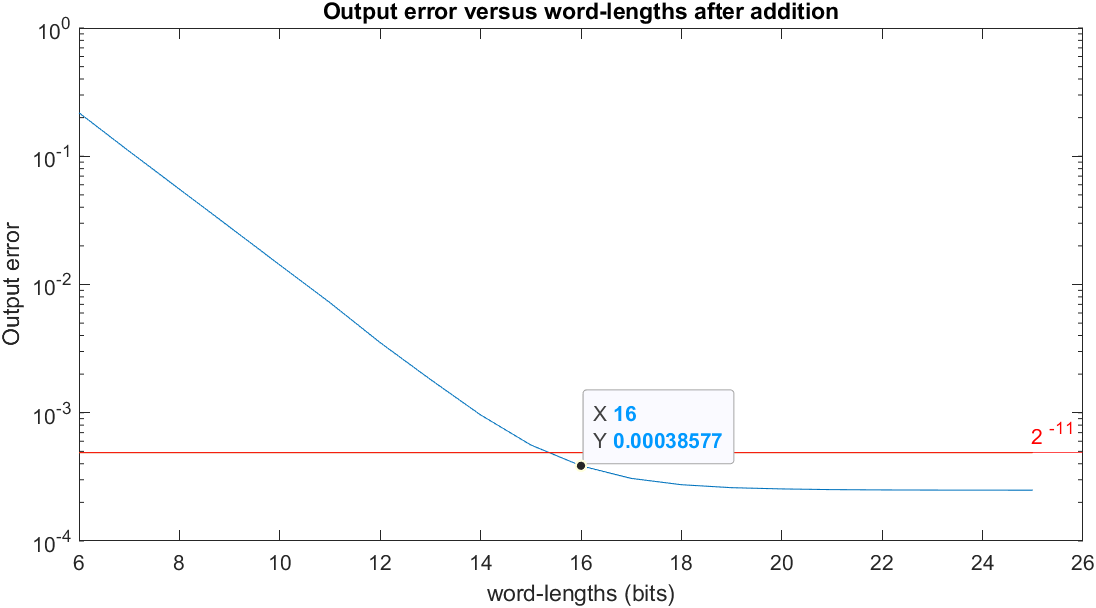 Output error versus word-lengths after addition
10^0
10^-1
10^-2
10^-3
10^-4
Output error
X 16
Y 0.00038577
2^-11
6 8 10 12 14 16 18 20 22 24 26
word-lengths (bits)